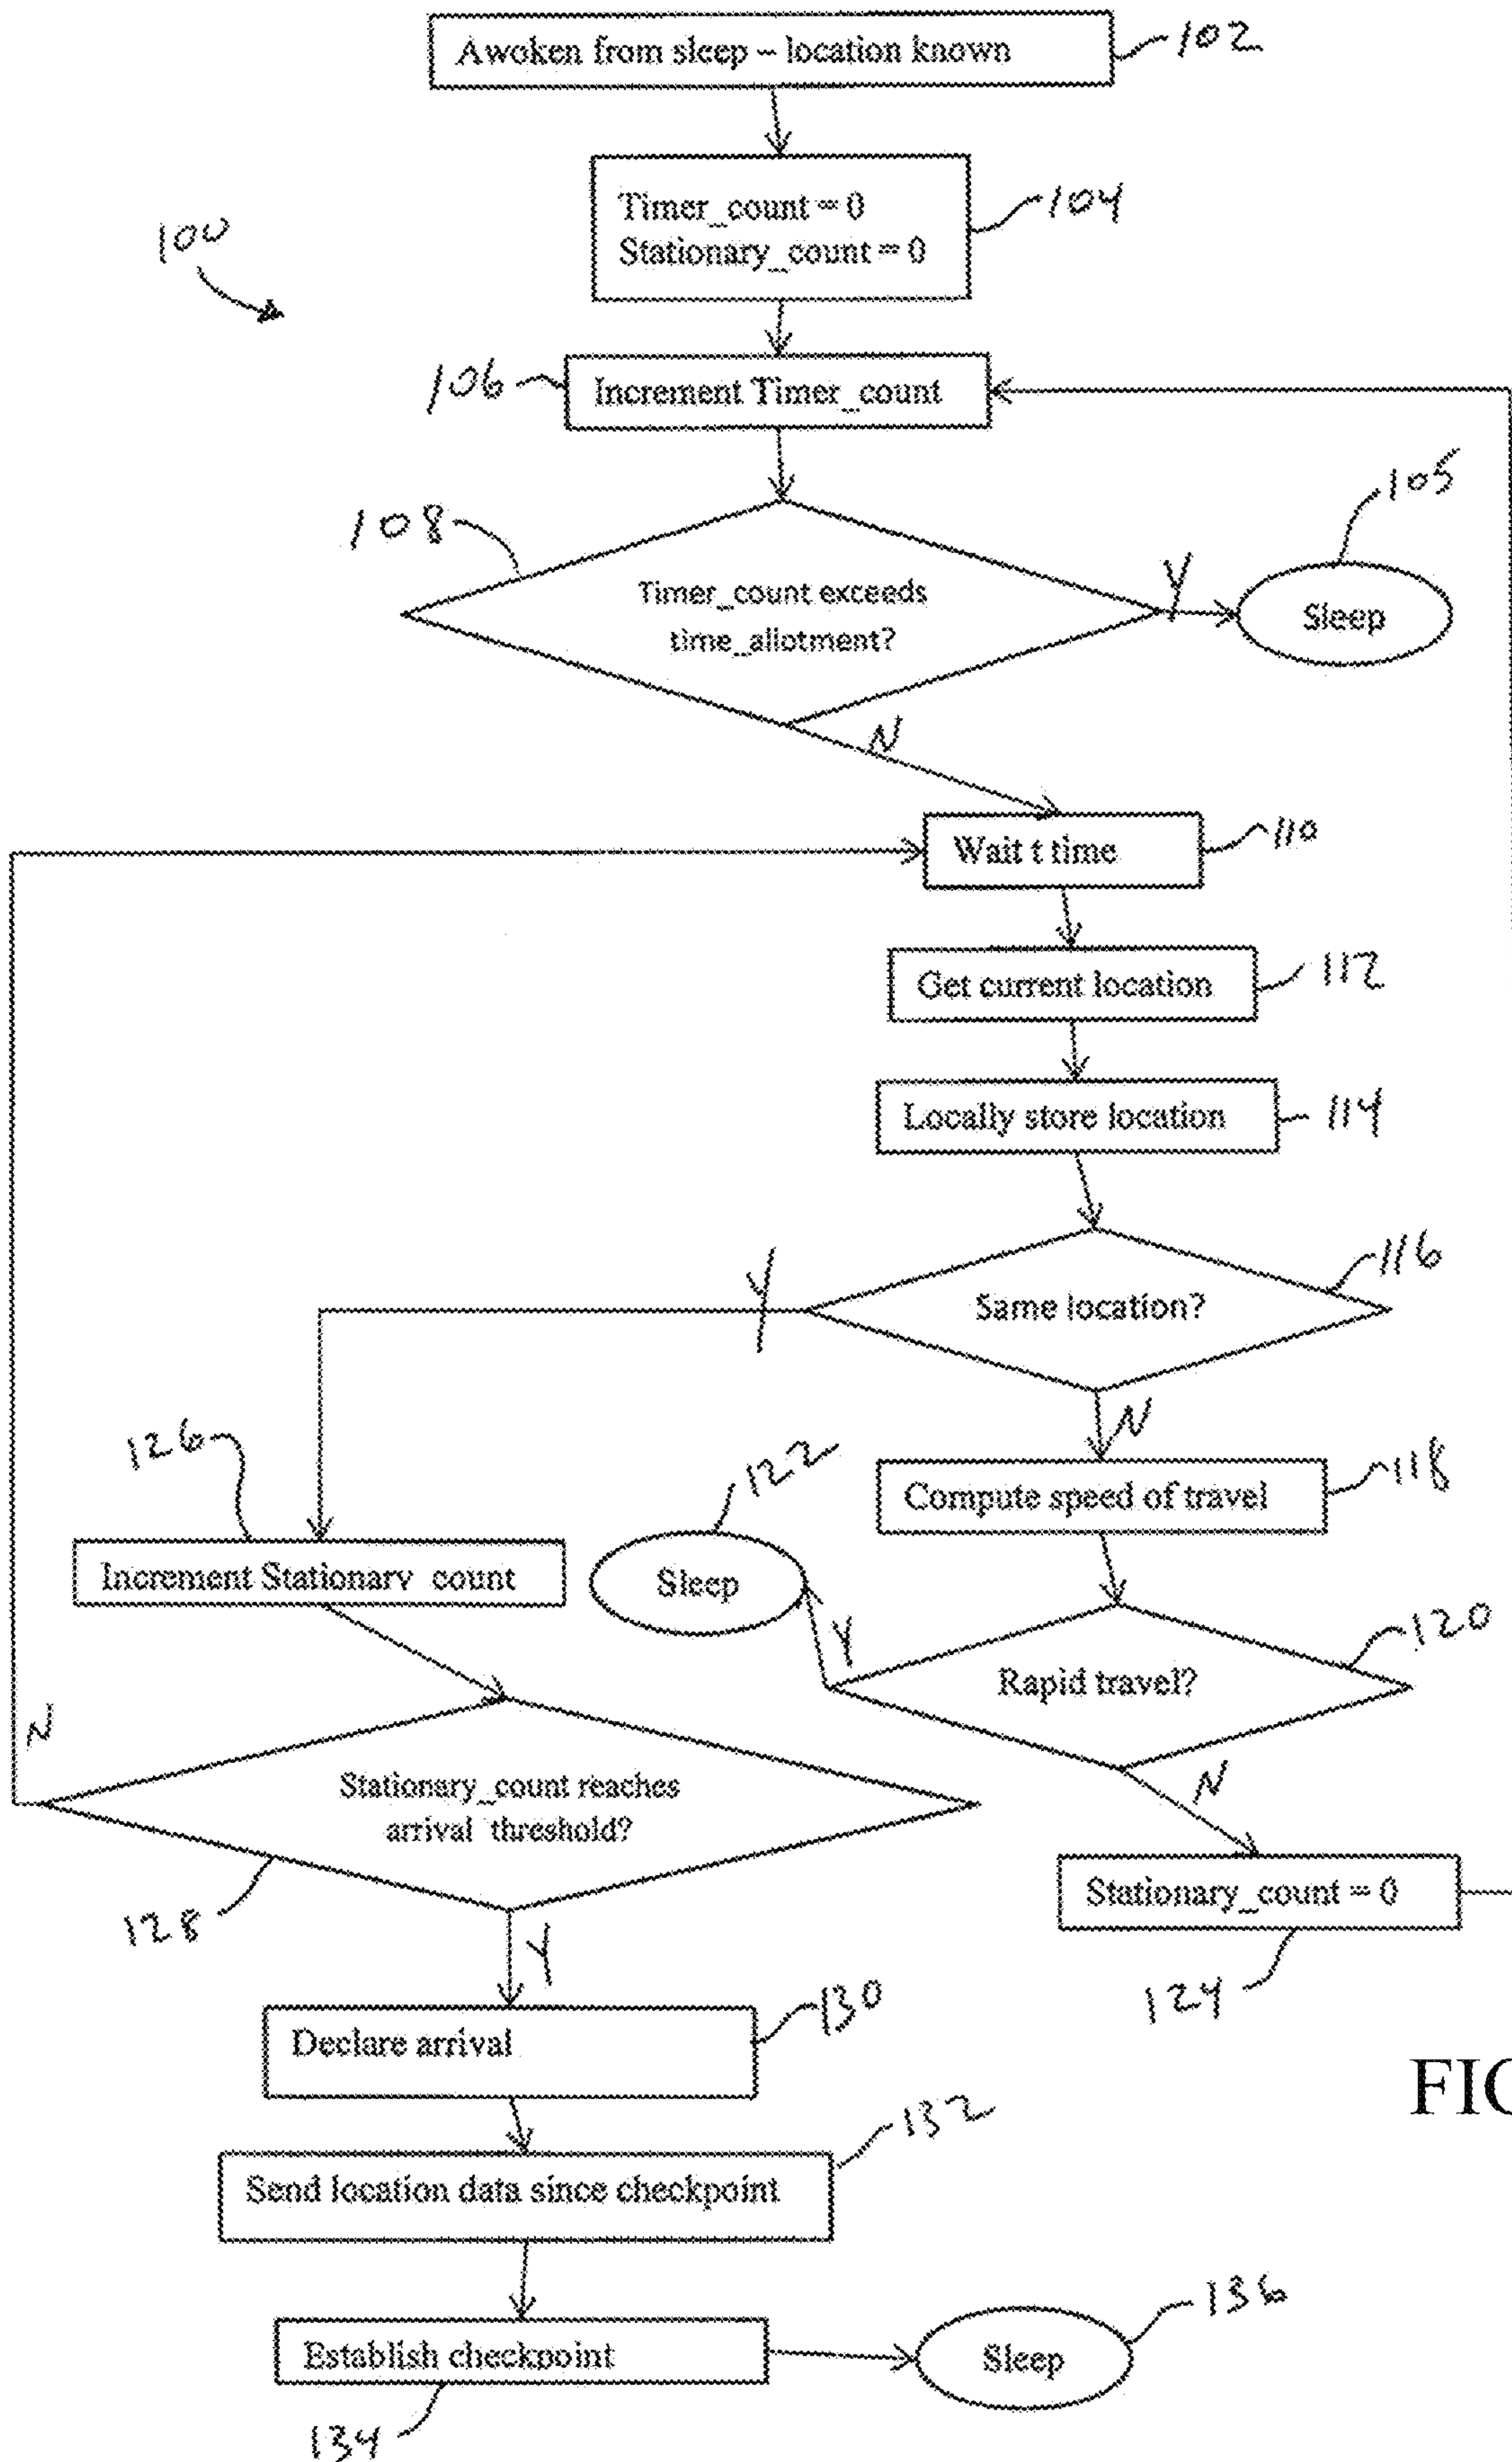 Awoken from sleep – location known
102
Timer_count = 0
Stationary_count = 0
104
100
106
Increment Timer_count
105
108
Timer_count exceeds
time_allotment?
Y
Sleep
N
Wait t time
110
Get current location
112
Locally store location
114
116
Y
Same location?
N
126
122
Compute speed of travel
118
Increment Stationary count
Sleep
Y
120
Rapid travel?
N
Stationary_count reaches
arrival threshold?
N
128
Y
Stationary_count = 0
124
Declare arrival
130
FIG
132
Send location data since checkpoint
Establish checkpoint
134
Sleep
136